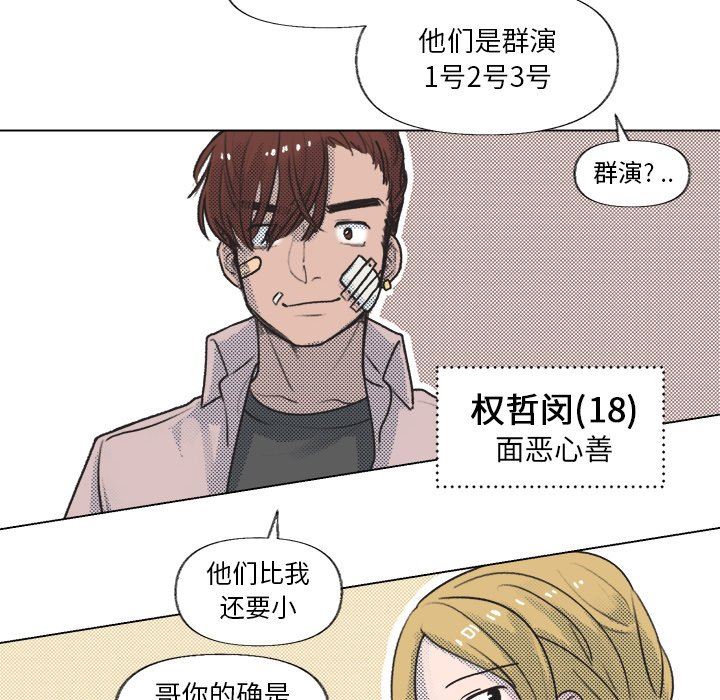 他们是群演
1号2号3号
群演?..
权哲闵(18)
面恶心善
他们比我
还要小
哥你的确是